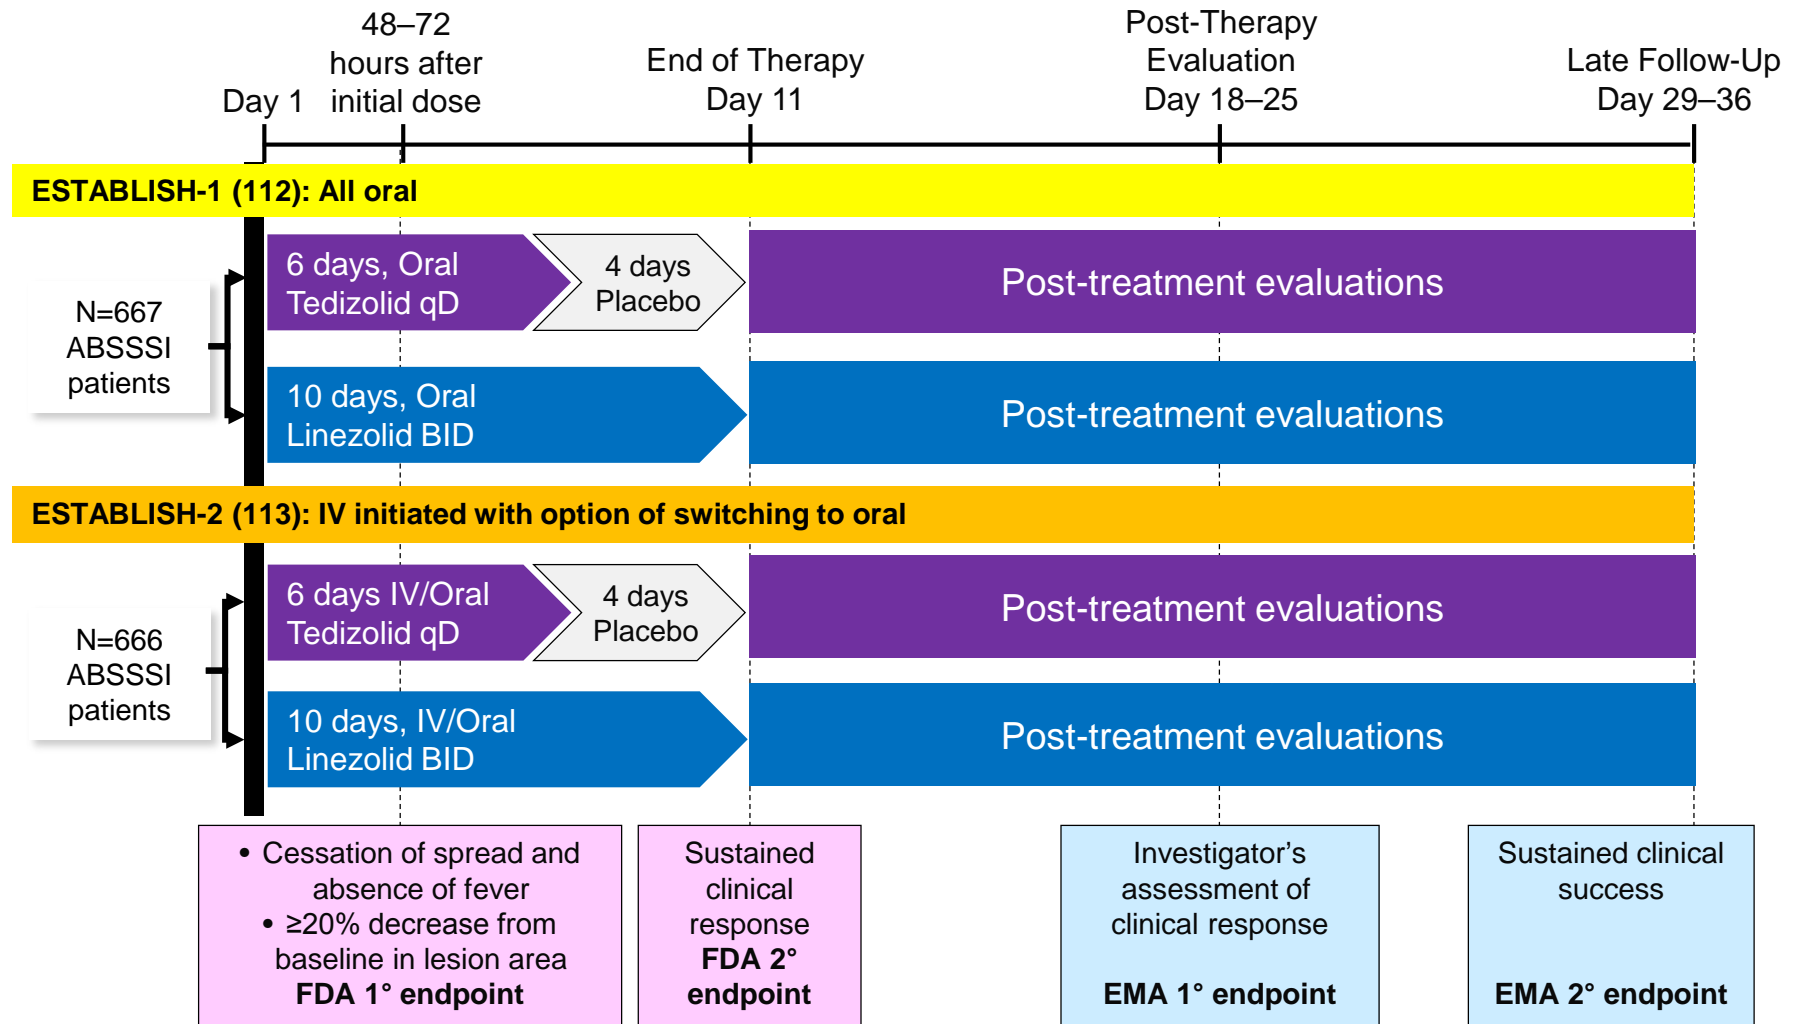 Day 1
48–72
hours after
initial dose
End of Therapy
Day 11
Post-Therapy
Evaluation
Day 18–25
Late Follow-Up
Day 29–36
ESTABLISH-1 (112): All oral
N=667
ABSSSI
patients
6 days, Oral
Tedizolid qD
4 days
Placebo
Post-treatment evaluations
10 days, Oral
Linezolid BID
Post-treatment evaluations
ESTABLISH-2 (113): IV initiated with option of switching to oral
N=666
ABSSSI
patients
6 days IV/Oral
Tedizolid qD
4 days
Placebo
Post-treatment evaluations
10 days, IV/Oral
Linezolid BID
Post-treatment evaluations
• Cessation of spread and
absence of fever
• ≥20% decrease from
baseline in lesion area
FDA 1° endpoint
Sustained
clinical
response
FDA 2°
endpoint
Investigator’s
assessment of
clinical response
EMA 1° endpoint
Sustained clinical
success
EMA 2° endpoint